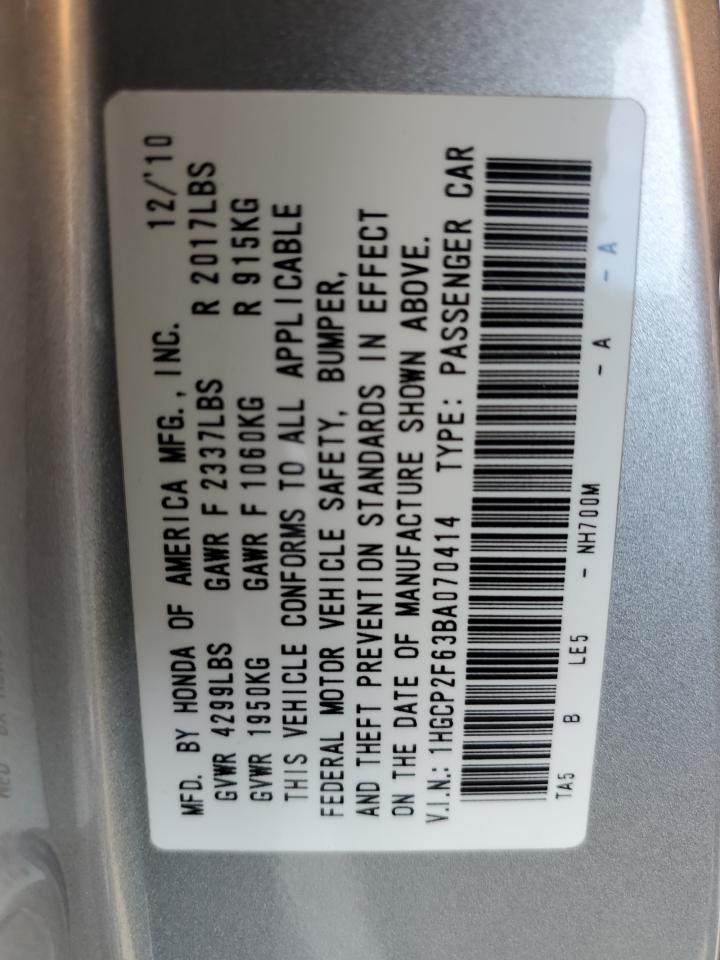 MFD. BY HONDA OF AMERICA MFG., INC. 12/'10
GVWR 4299LBS GAWR F 2337LBS R 2017LBS
GVWR 1950KG GAWR F 1060KG R 915KG
THIS VEHICLE CONFORMS TO ALL APPLICABLE
FEDERAL MOTOR VEHICLE SAFETY, BUMPER,
AND THEFT PREVENTION STANDARDS IN EFFECT
ON THE DATE OF MANUFACTURE SHOWN ABOVE.
V.I.N.: 1HGCP2F63BA070414 TYPE: PASSENGER CAR
TA5 B LE5 - NH700M - A - A